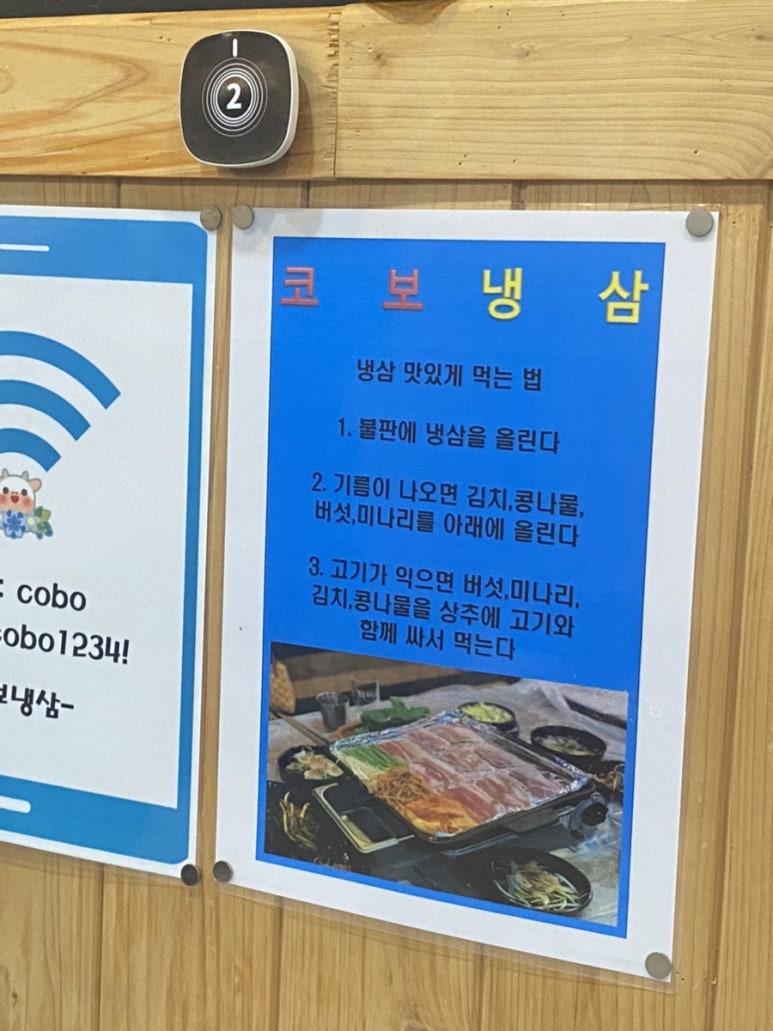 2
코 보 냉 삼
냉삼 맛있게 먹는 법
1. 불판에 냉삼을 올린다
2. 기름이 나오면 김치,콩나물,
버섯,미나리를 아래에 올린다
3. 고기가 익으면 버섯,미나리,
김치,콩나물을 상추에 고기와
함께 싸서 먹는다
: cobo
cobo1234!
보냉삼-